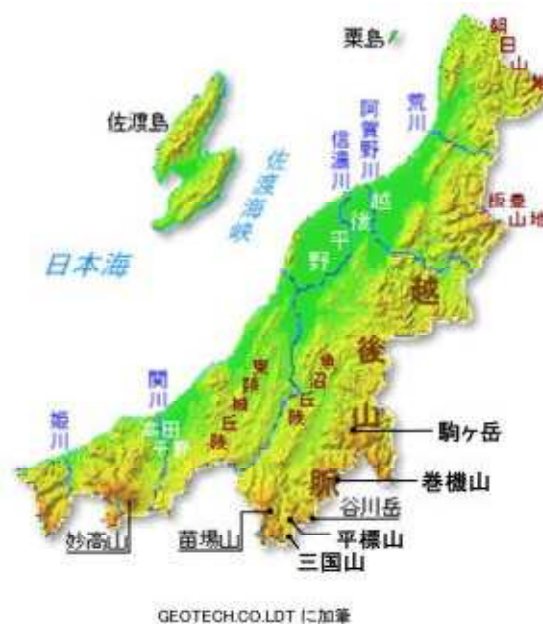 栗島
朝日山地
佐渡島
荒川
阿賀野川
信濃川
佐渡海峡
飯豊
山地
越後
平野
日本海
越後山脈
魚沼丘陵
東頸城丘陵
関川
高田
平野
姫川
駒ヶ岳
巻機山
谷川岳
妙高山
苗場山
平標山
三国山
GEOTECH.CO.LDT に加筆